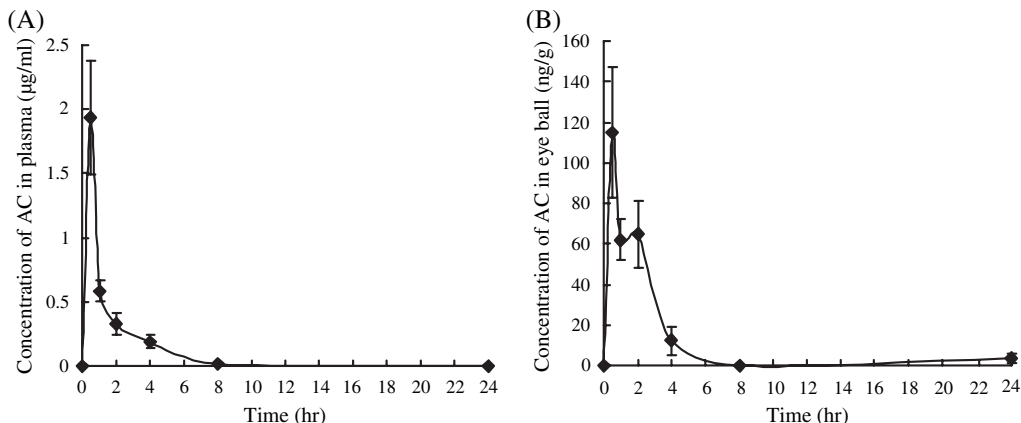 (A)
Concentration of AC in plasma (μg/ml)
2.5
2
1.5
1
0.5
0
0 2 4 6 8 10 12 14 16 18 20 22 24
Time (hr)
(B)
Concentration of AC in eye ball (ng/g)
160
140
120
100
80
60
40
20
0
0 2 4 6 8 10 12 14 16 18 20 22 24
Time (hr)